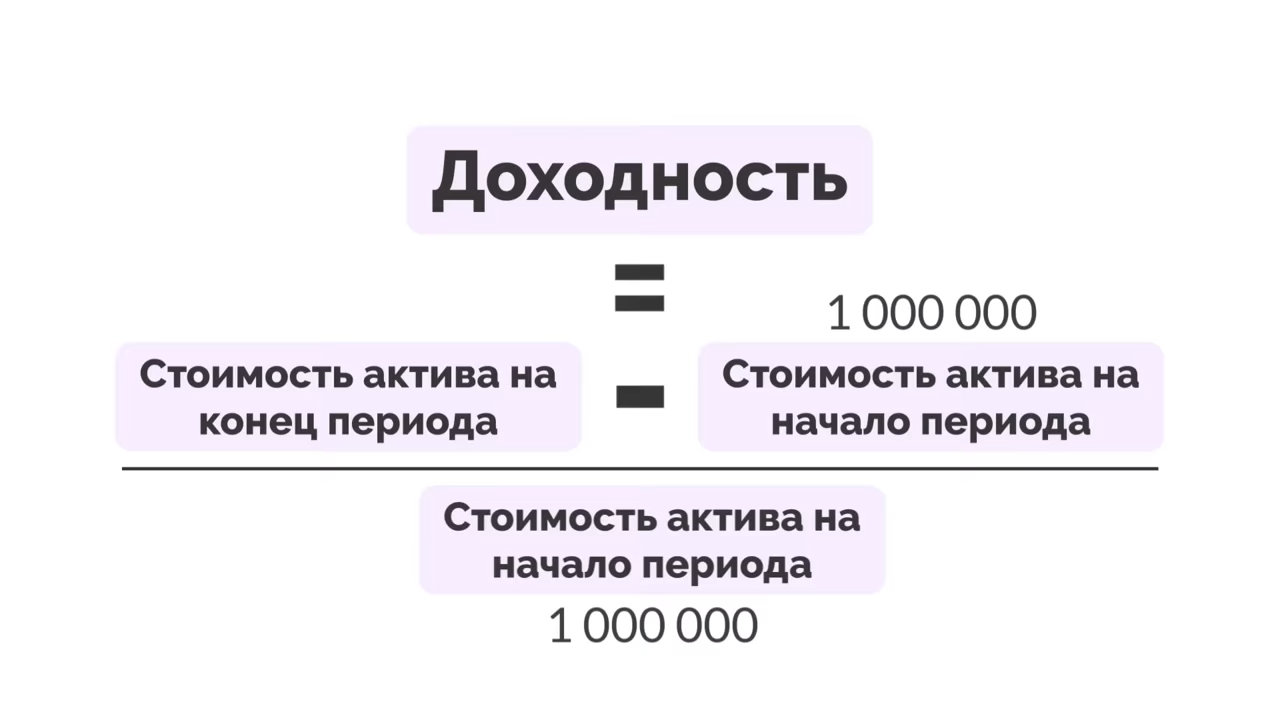 Доходность
=
1 000 000
Стоимость актива на
конец периода
-
Стоимость актива на
начало периода
Стоимость актива на
начало периода
1 000 000